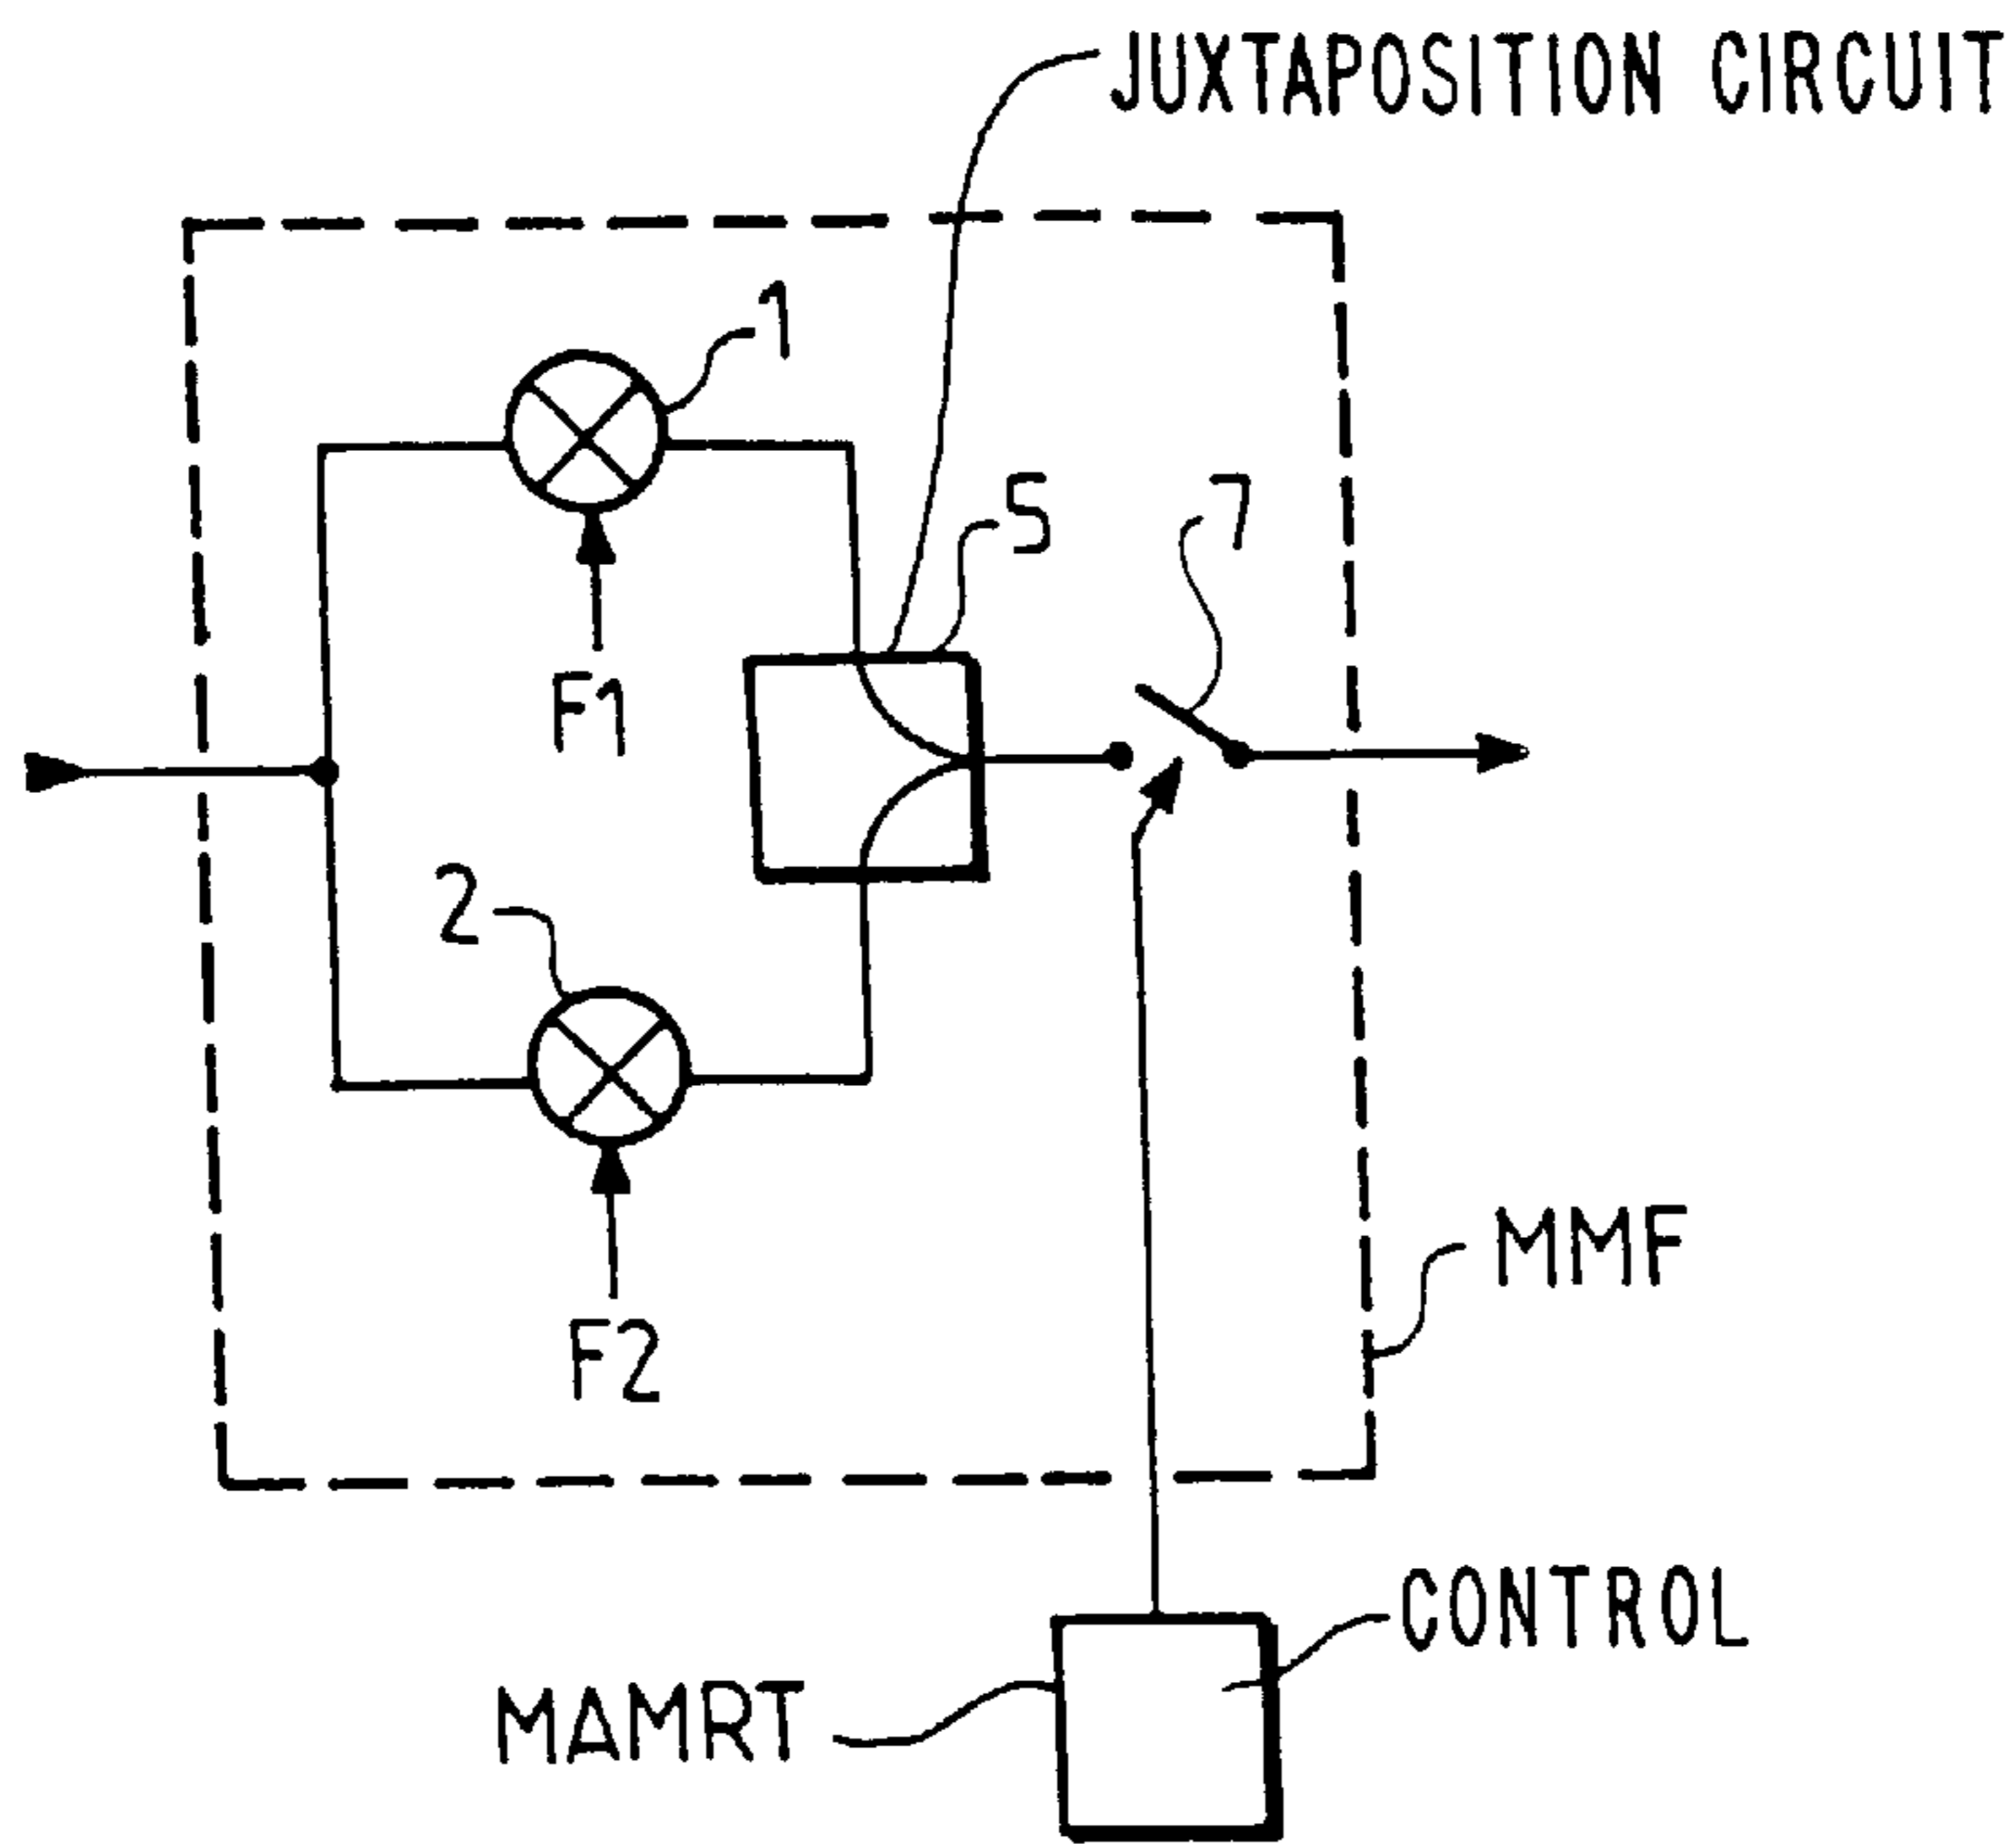 JUXTAPOSITION CIRCUIT
1
5
7
F1
2
F2
MMF
CONTROL
MAMRT